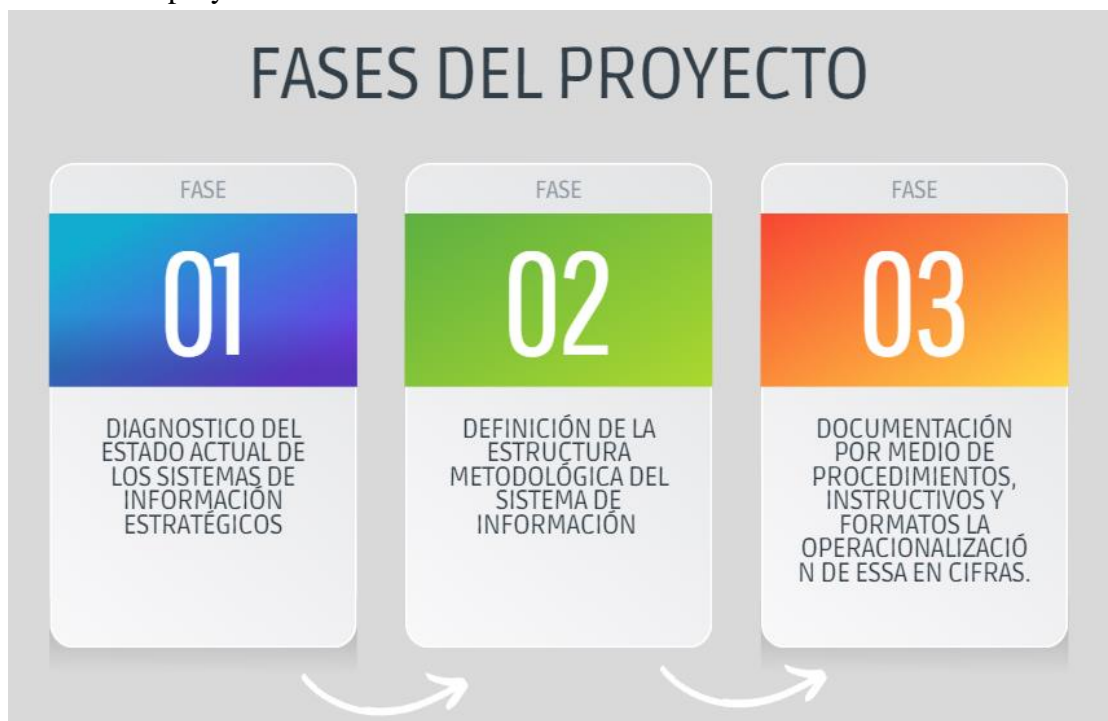 FASES DEL PROYECTO
FASE
01
DIAGNOSTICO DEL
ESTADO ACTUAL DE
LOS SISTEMAS DE
INFORMACIÓN
ESTRATÉGICOS
FASE
02
DEFINICIÓN DE LA
ESTRUCTURA
METODOLÓGICA DEL
SISTEMA DE
INFORMACIÓN
FASE
03
DOCUMENTACIÓN
POR MEDIO DE
PROCEDIMIENTOS,
INSTRUCTIVOS Y
FORMATOS LA
OPERACIONALIZACIÓ
N DE ESSA EN CIFRAS.